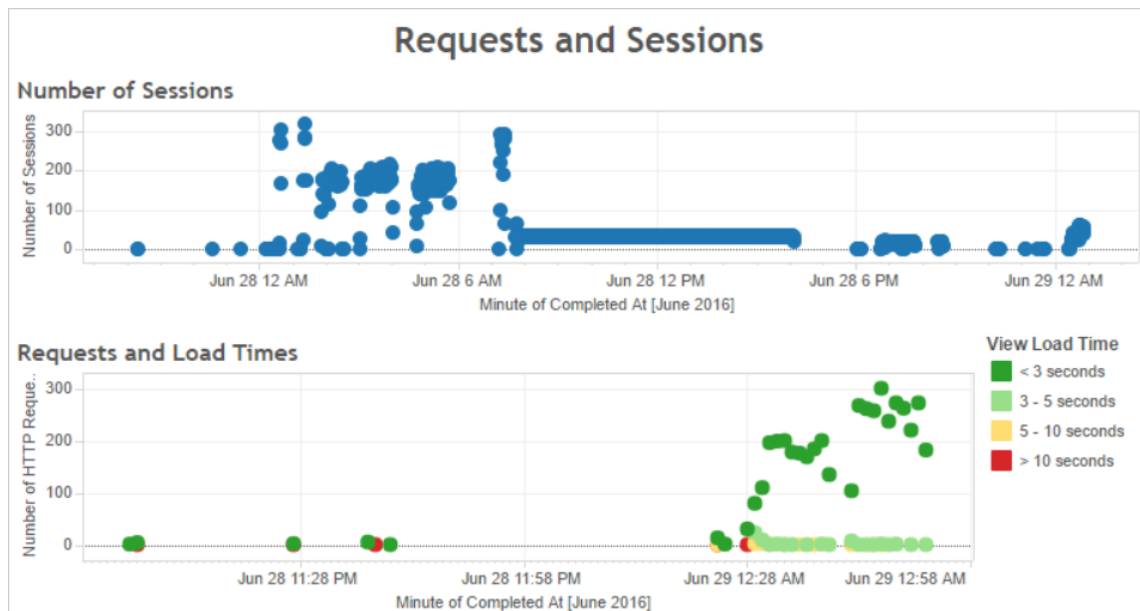 Requests and Sessions
Number of Sessions
Number of Sessions
300
200
100
0
Jun 28 12 AM Jun 28 6 AM Jun 28 12 PM Jun 28 6 PM Jun 29 12 AM
Minute of Completed At [June 2016]
Requests and Load Times
Number of HTTP Reque..
300
200
100
0
Jun 28 11:28 PM Jun 28 11:58 PM Jun 29 12:28 AM Jun 29 12:58 AM
Minute of Completed At [June 2016]
View Load Time
< 3 seconds
3 - 5 seconds
5 - 10 seconds
> 10 seconds